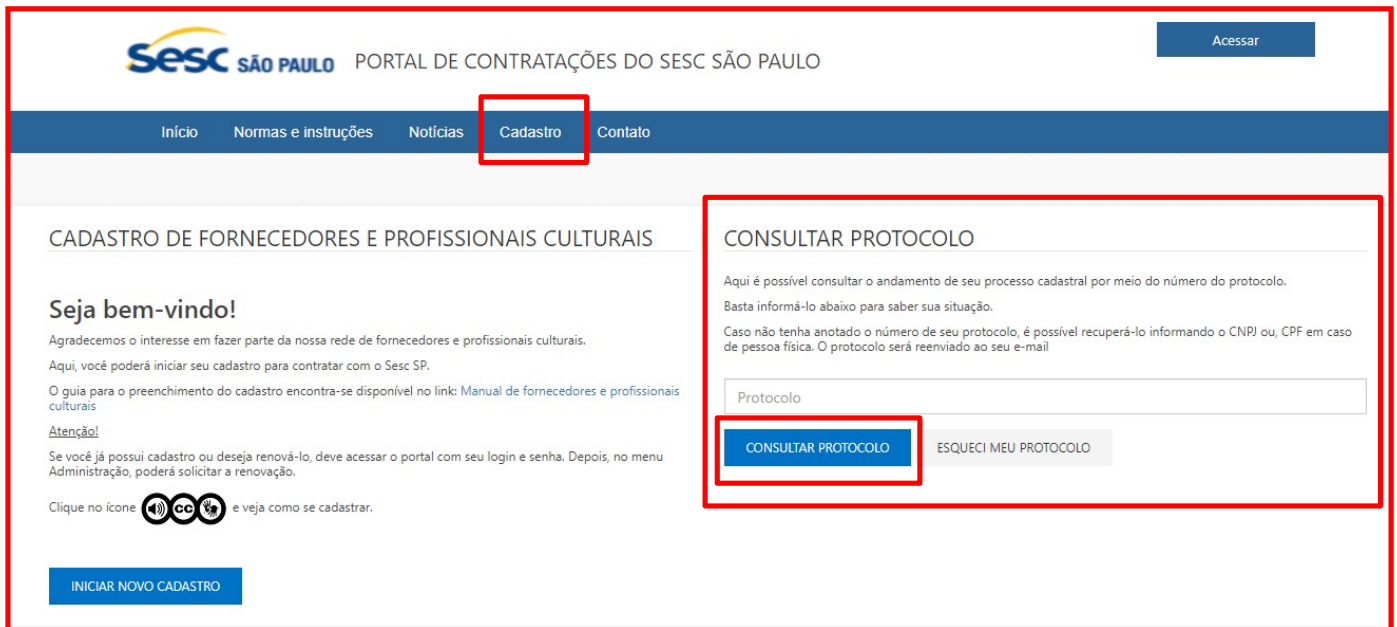 Sesc SÃO PAULO PORTAL DE CONTRATAÇÕES DO SESC SÃO PAULO
Acessar
Início Normas e instruções Notícias Cadastro Contato
CADASTRO DE FORNECEDORES E PROFISSIONAIS CULTURAIS
Seja bem-vindo!
Agradecemos o interesse em fazer parte da nossa rede de fornecedores e profissionais culturais.
Aqui, você poderá iniciar seu cadastro para contratar com o Sesc SP.
O guia para o preenchimento do cadastro encontra-se disponível no link: Manual de fornecedores e profissionais
culturais
Atenção!
Se você já possui cadastro ou deseja renová-lo, deve acessar o portal com seu login e senha. Depois, no menu
Administração, poderá solicitar a renovação.
Clique no ícone CC e veja como se cadastrar.
INICIAR NOVO CADASTRO
CONSULTAR PROTOCOLO
Aqui é possível consultar o andamento de seu processo cadastral por meio do número do protocolo.
Basta informá-lo abaixo para saber sua situação.
Caso não tenha anotado o número de seu protocolo, é possível recuperá-lo informando o CNPJ ou, CPF em caso
de pessoa física. O protocolo será reenviado ao seu e-mail
Protocolo
CONSULTAR PROTOCOLO ESQUECI MEU PROTOCOLO